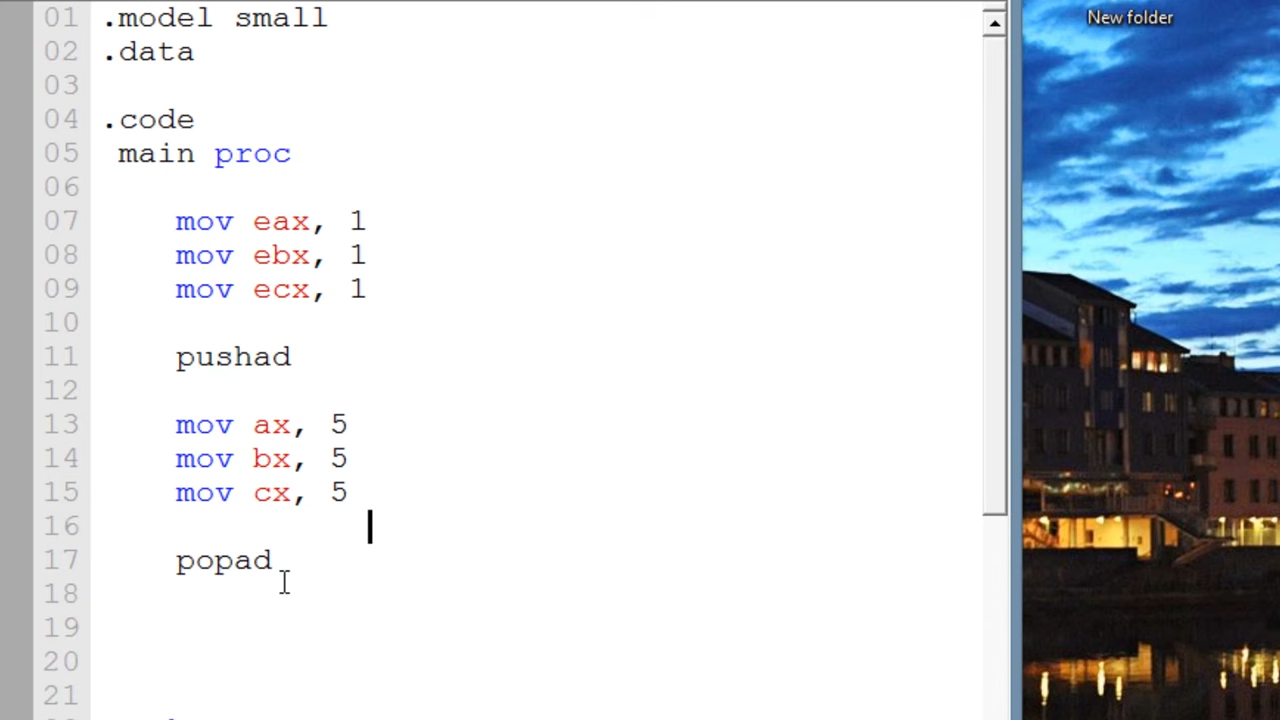 01 .model small
New folder
02 .data
03
04 .code
05 main proc
06
07 mov eax, 1
08 mov ebx, 1
09 mov ecx, 1
10
11 pushad
12
13 mov ax, 5
14 mov bx, 5
15 mov cx, 5
16
17 popad
18
19
20
21